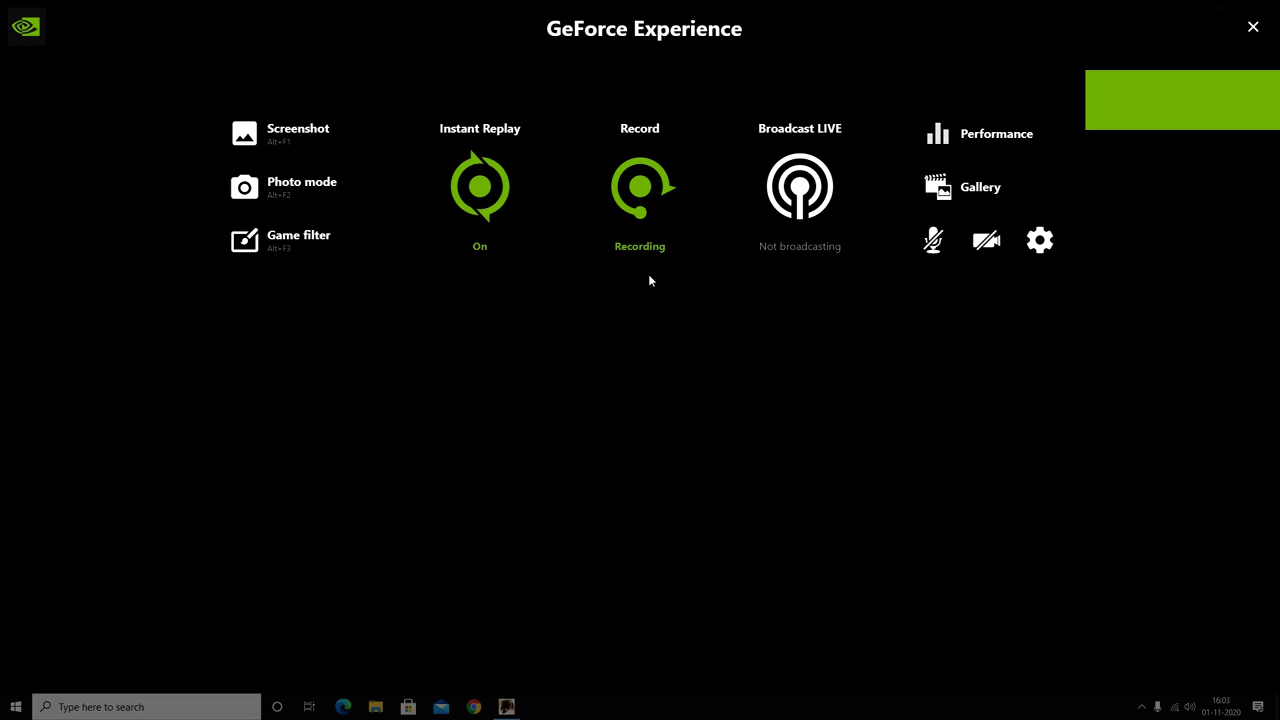 GeForce Experience
Screenshot
Alt+F1
Photo mode
Alt+F2
Game filter
Alt+F3
Instant Replay
On
Record
Recording
Broadcast LIVE
Not broadcasting
Performance
Gallery
Type here to search
16:03
01-11-2020